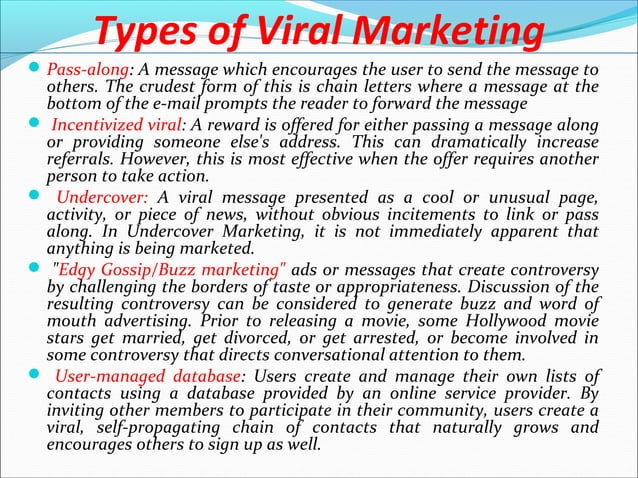 Types of Viral Marketing
Pass-along: A message which encourages the user to send the message to
others. The crudest form of this is chain letters where a message at the
bottom of the e-mail prompts the reader to forward the message
Incentivized viral: A reward is offered for either passing a message along
or providing someone else's address. This can dramatically increase
referrals. However, this is most effective when the offer requires another
person to take action.
Undercover: A viral message presented as a cool or unusual page,
activity, or piece of news, without obvious incitements to link or pass
along. In Undercover Marketing, it is not immediately apparent that
anything is being marketed.
"Edgy Gossip/Buzz marketing" ads or messages that create controversy
by challenging the borders of taste or appropriateness. Discussion of the
resulting controversy can be considered to generate buzz and word of
mouth advertising. Prior to releasing a movie, some Hollywood movie
stars get married, get divorced, or get arrested, or become involved in
some controversy that directs conversational attention to them.
User-managed database: Users create and manage their own lists of
contacts using a database provided by an online service provider. By
inviting other members to participate in their community, users create a
viral, self-propagating chain of contacts that naturally grows and
encourages others to sign up as well.